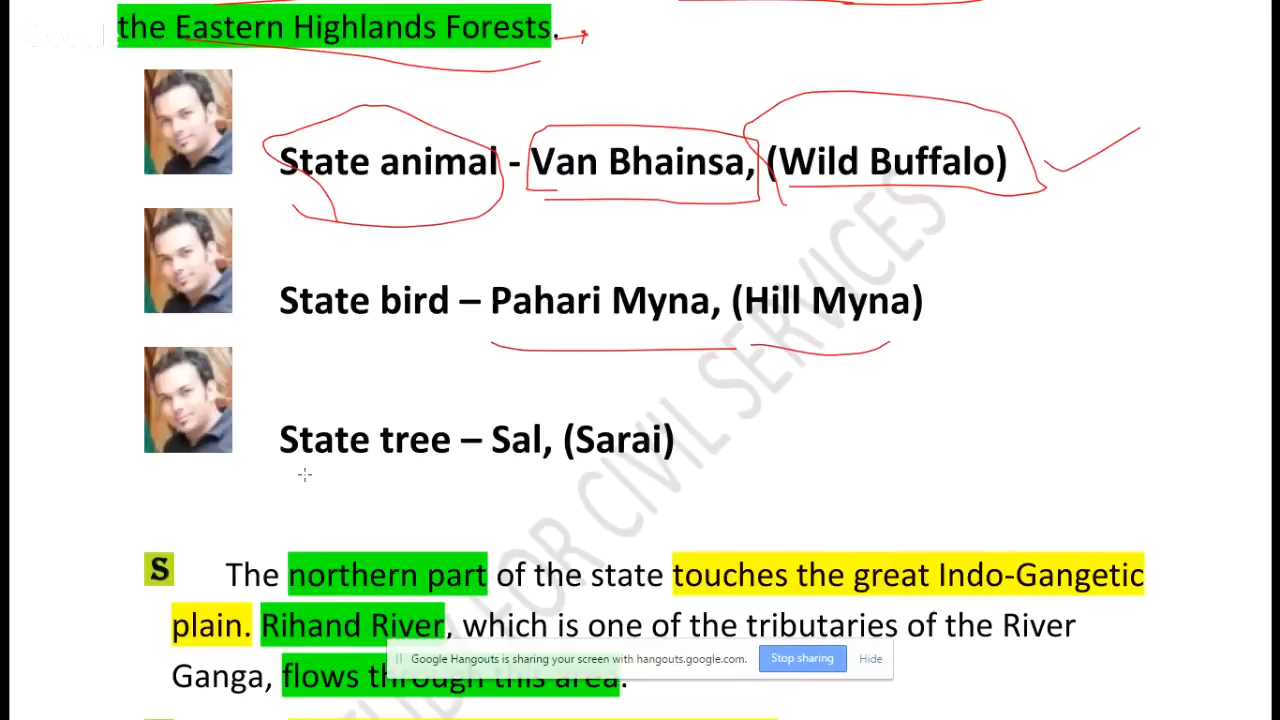 the Eastern Highlands Forests.
State animal - Van Bhainsa, (Wild Buffalo)
State bird – Pahari Myna, (Hill Myna)
State tree – Sal, (Sarai)
S The northern part of the state touches the great Indo-Gangetic
plain. Rihand River, which is one of the tributaries of the River
Ganga, flows through this area.
Google Hangouts is sharing your screen with hangouts.google.com. Stop sharing Hide
FOR CIVIL SERVICES